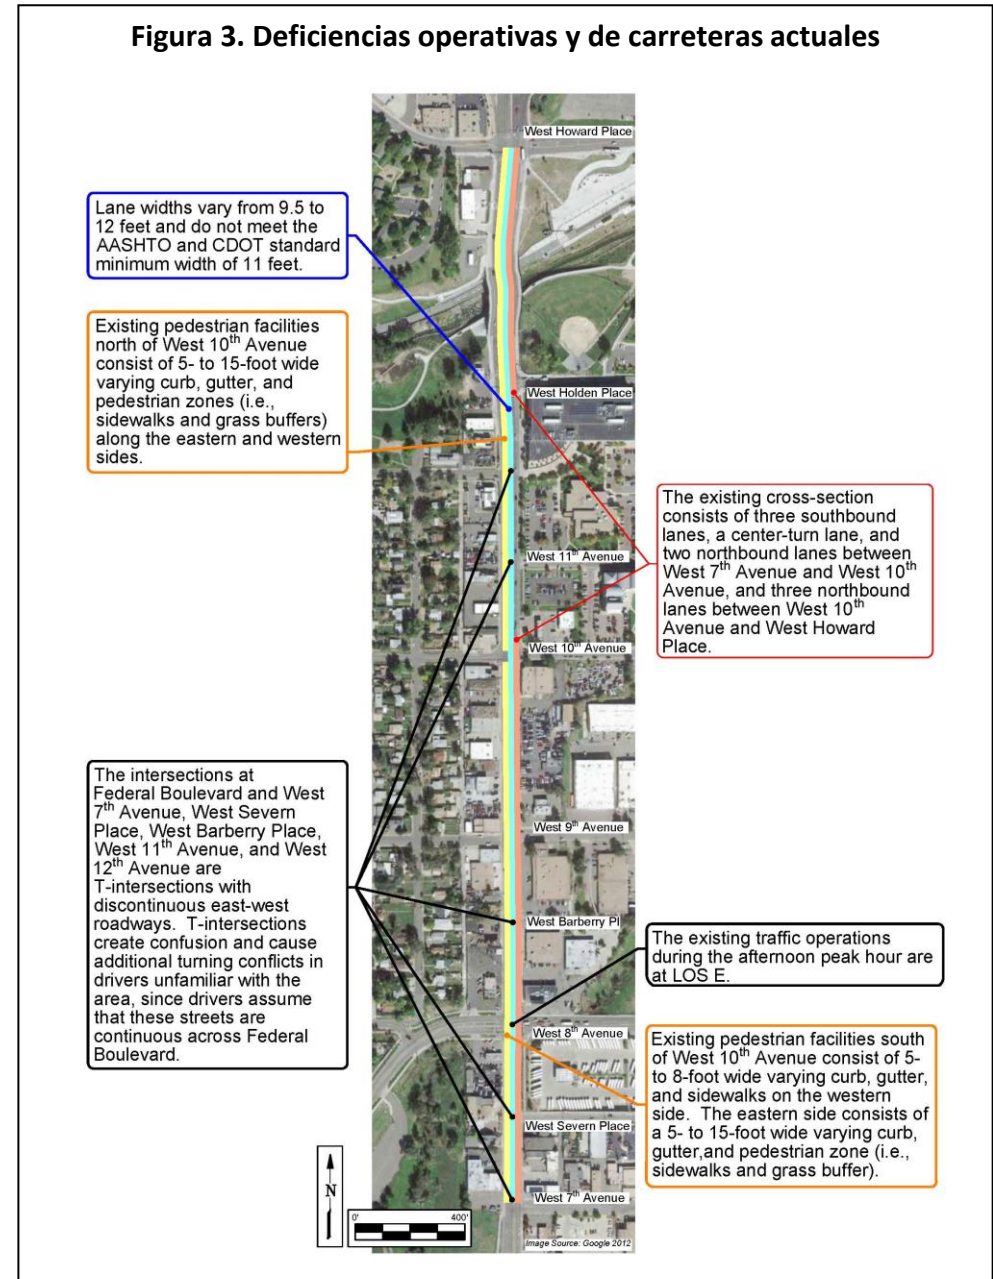 Figura 3. Deficiencias operativas y de carreteras actuales
West Howard Place
Lane widths vary from 9.5 to
12 feet and do not meet the
AASHTO and CDOT standard
minimum width of 11 feet.
Existing pedestrian facilities
north of West 10th Avenue
consist of 5- to 15-foot wide
varying curb, gutter, and
pedestrian zones (i.e.,
sidewalks and grass buffers)
along the eastern and western
sides.
West Holden Place
The existing cross-section
consists of three southbound
lanes, a center-turn lane, and
two northbound lanes between
West 7th Avenue and West 10th
Avenue, and three northbound
lanes between West 10th
Avenue and West Howard
Place.
West 11th Avenue
West 10th Avenue
The intersections at
Federal Boulevard and West
7th Avenue, West Severn
Place, West Barberry Place,
West 11th Avenue, and West
12th Avenue are
T-intersections with
discontinuous east-west
roadways. T-intersections
create confusion and cause
additional turning conflicts in
drivers unfamiliar with the
area, since drivers assume
that these streets are
continuous across Federal
Boulevard.
West 9th Avenue
West Barberry Pl
The existing traffic operations
during the afternoon peak hour are
at LOS E.
West 8th Avenue
Existing pedestrian facilities south
of West 10th Avenue consist of 5-
to 8-foot wide varying curb, gutter,
and sidewalks on the western
side. The eastern side consists of
a 5- to 15-foot wide varying curb,
gutter,and pedestrian zone (i.e.,
sidewalks and grass buffer).
West Severn Place
West 7th Avenue
N
0' 400'
Image Source: Google 2012